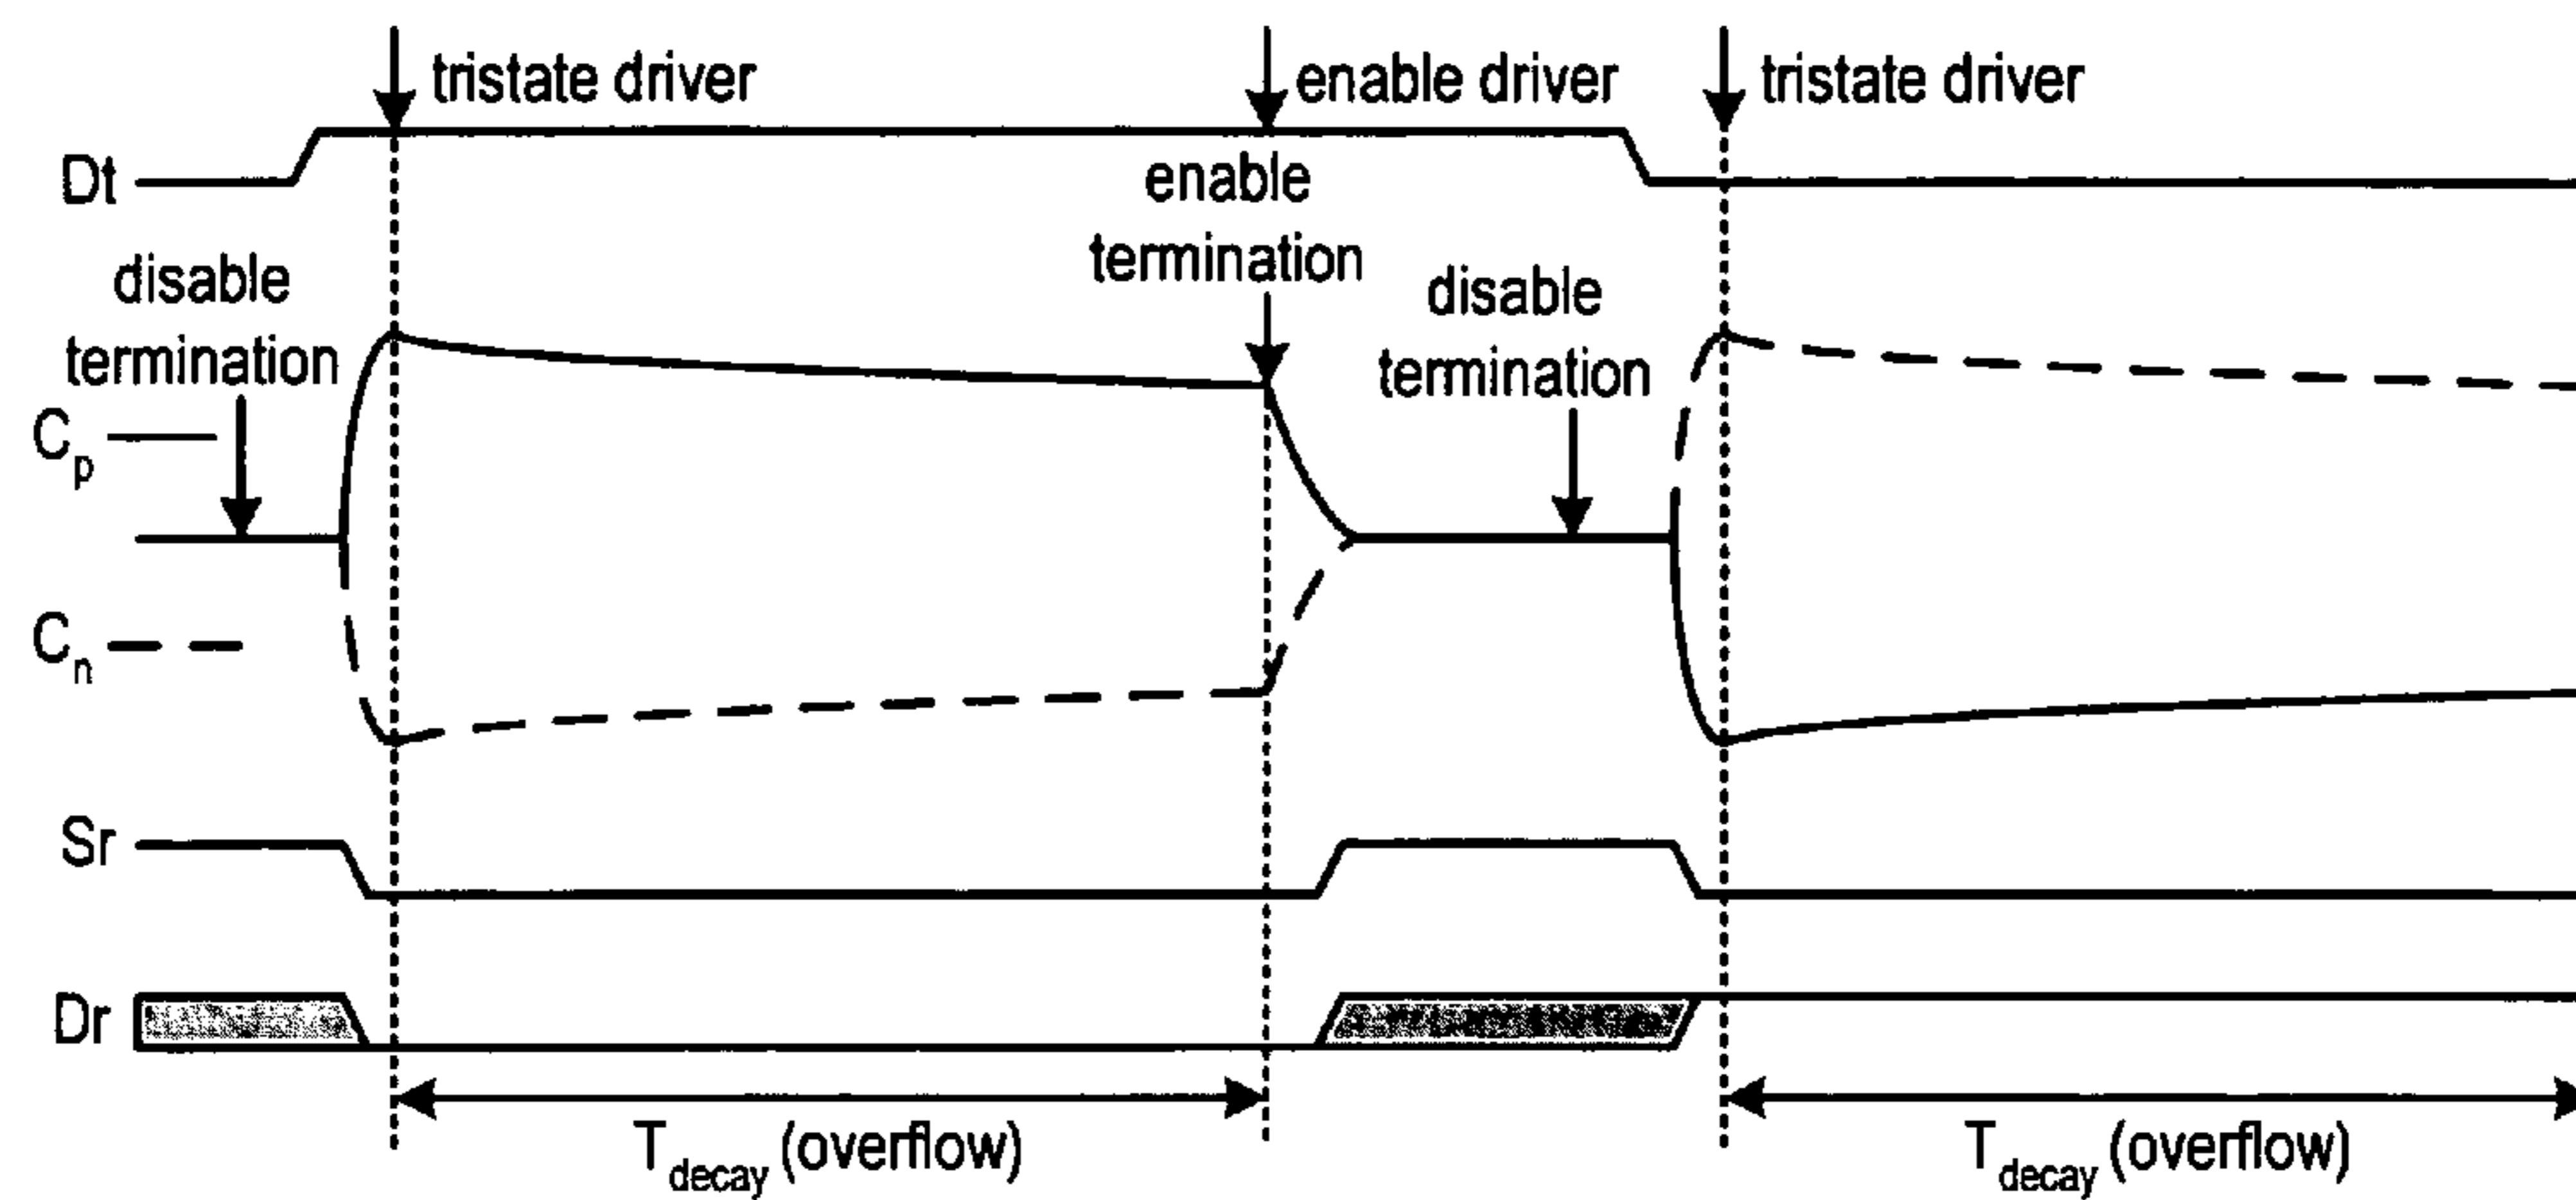 tristate driver
enable driver
tristate driver
Dt
enable
termination
disable
termination
disable
termination
Cp
Cn
Sr
Dr
Tdecay (overflow)
Tdecay (overflow)